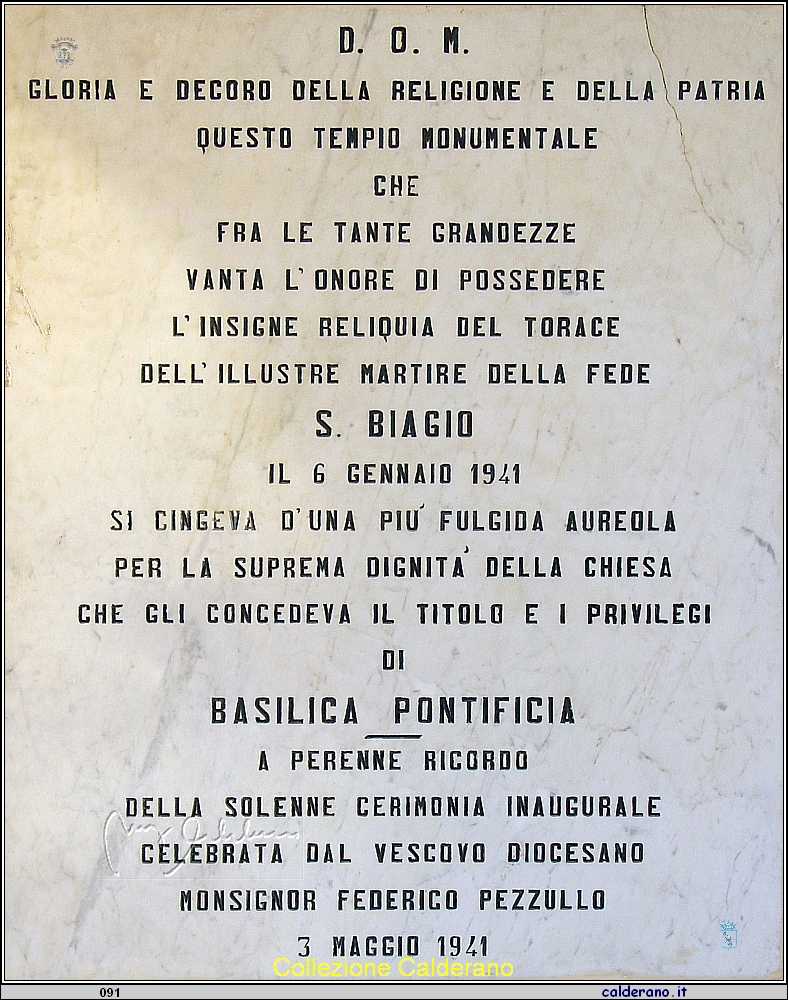 D. O. M.
GLORIA E DECORO DELLA RELIGIONE E DELLA PATRIA
QUESTO TEMPIO MONUMENTALE
CHE
FRA LE TANTE GRANDEZZE
VANTA L'ONORE DI POSSEDERE
L'INSIGNE RELIQUIA DEL TORACE
DELL'ILLUSTRE MARTIRE DELLA FEDE
S. BIAGIO
IL 6 GENNAIO 1941
SI CINGEVA D'UNA PIU' FULGIDA AUREOLA
PER LA SUPREMA DIGNITA' DELLA CHIESA
CHE GLI CONCEDEVA IL TITOLO E I PRIVILEGI
DI
BASILICA PONTIFICIA
A PERENNE RICORDO
DELLA SOLENNE CERIMONIA INAUGURALE
CELEBRATA DAL VESCOVO DIOCESANO
MONSIGNOR FEDERICO PEZZULLO
3 MAGGIO 1941
Collezione Calderano
091 calderano.it